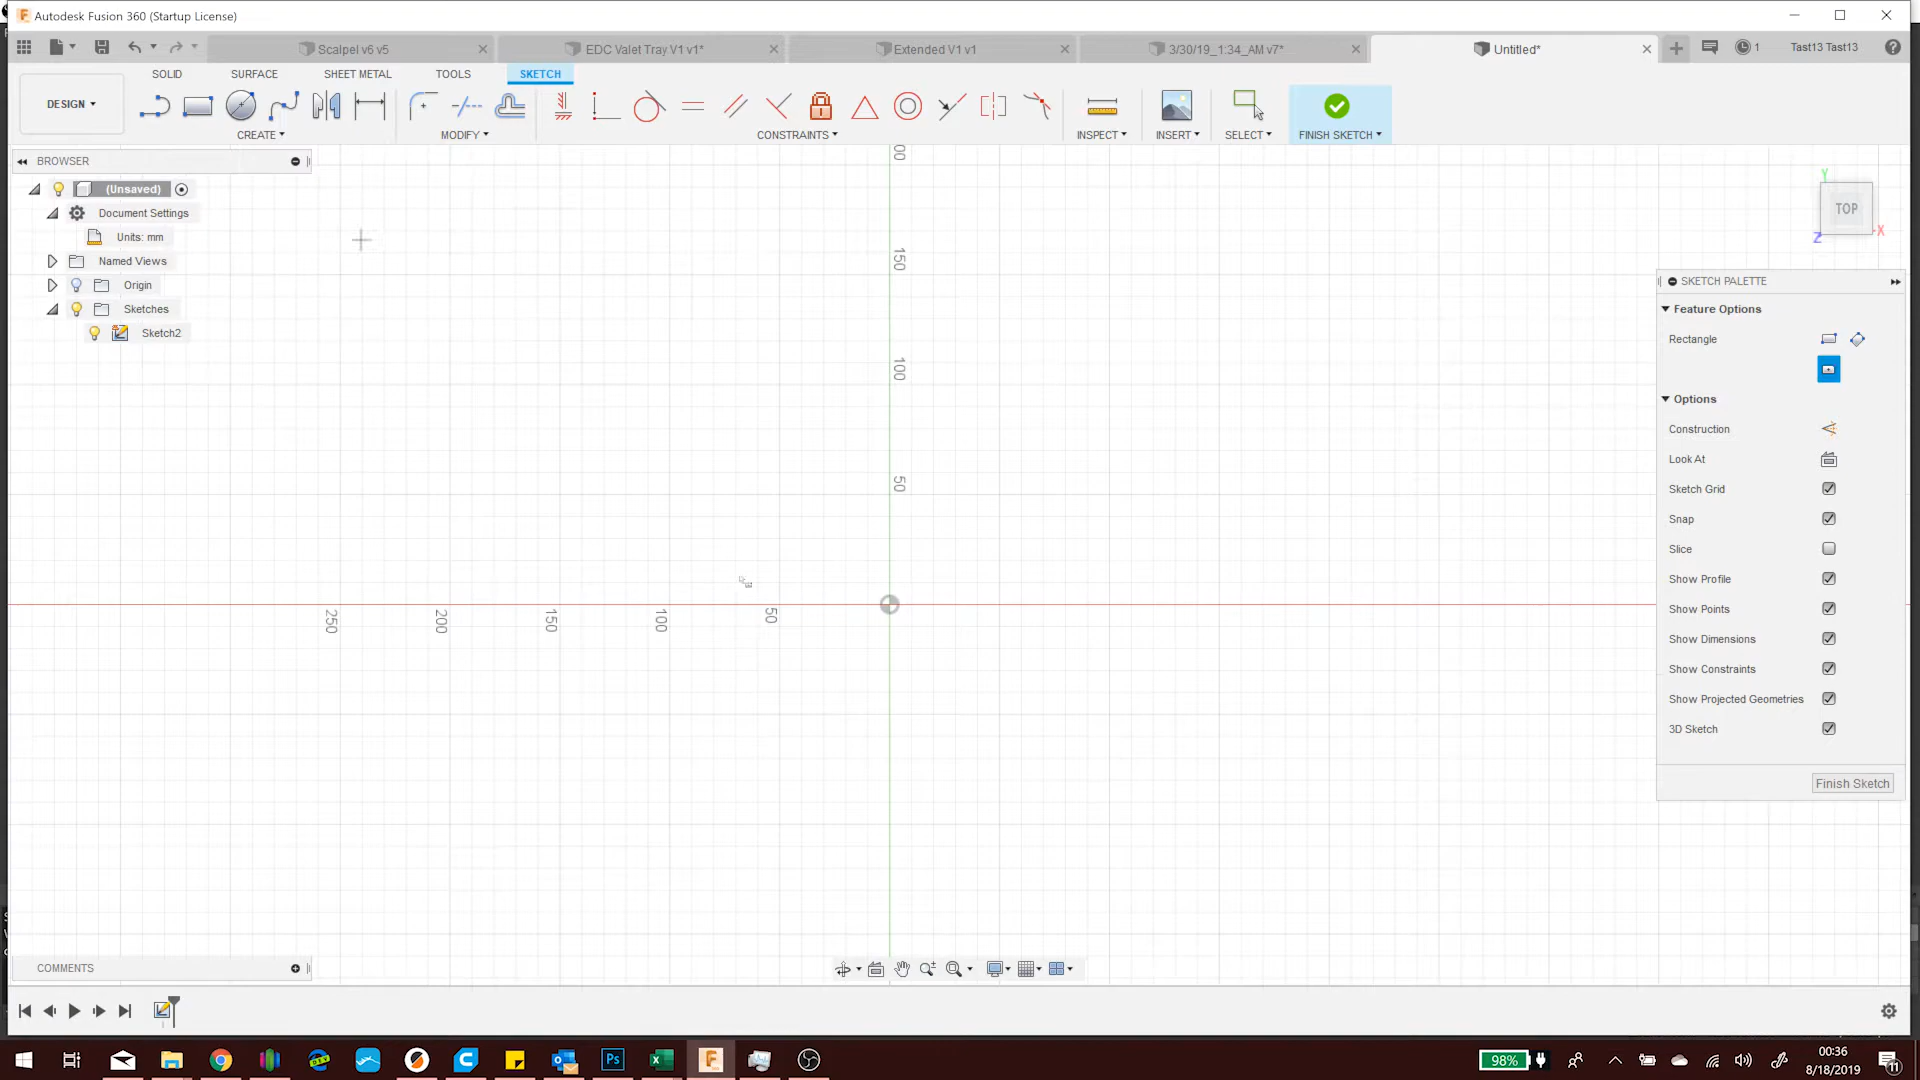 Autodesk Fusion 360 (Startup License)
Scalpel v6 v5
EDC Valet Tray V1 v1*
Extended V1 v1
3/30/19_1:34_AM v7*
Untitled*
1
Tast13 Tast13
SOLID
SURFACE
SHEET METAL
TOOLS
SKETCH
DESIGN
CREATE
MODIFY
CONSTRAINTS
INSPECT
INSERT
SELECT
FINISH SKETCH
BROWSER
(Unsaved)
Document Settings
Units: mm
Named Views
Origin
Sketches
Sketch2
00
150
100
50
250
200
150
100
50
Y
TOP
X
Z
SKETCH PALETTE
Feature Options
Rectangle
Options
Construction
Look At
Sketch Grid
Snap
Slice
Show Profile
Show Points
Show Dimensions
Show Constraints
Show Projected Geometries
3D Sketch
Finish Sketch
COMMENTS
Ps
98%
00:36
8/18/2019
11